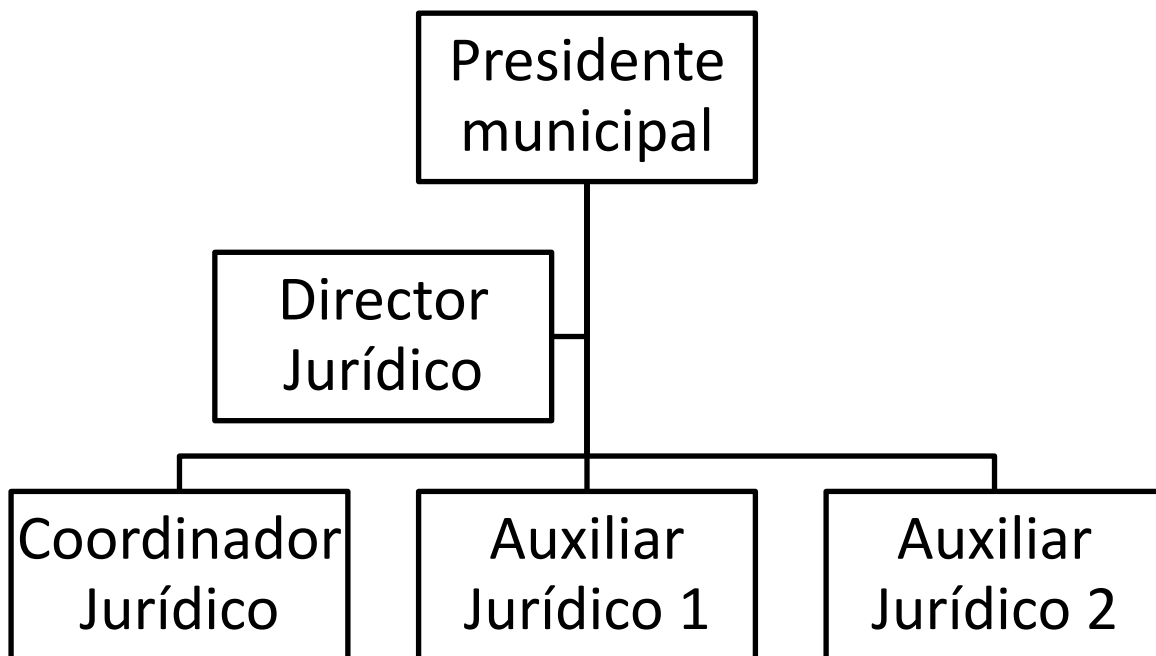 Presidente
municipal
Director
Jurídico
Coordinador
Jurídico
Auxiliar
Jurídico 1
Auxiliar
Jurídico 2